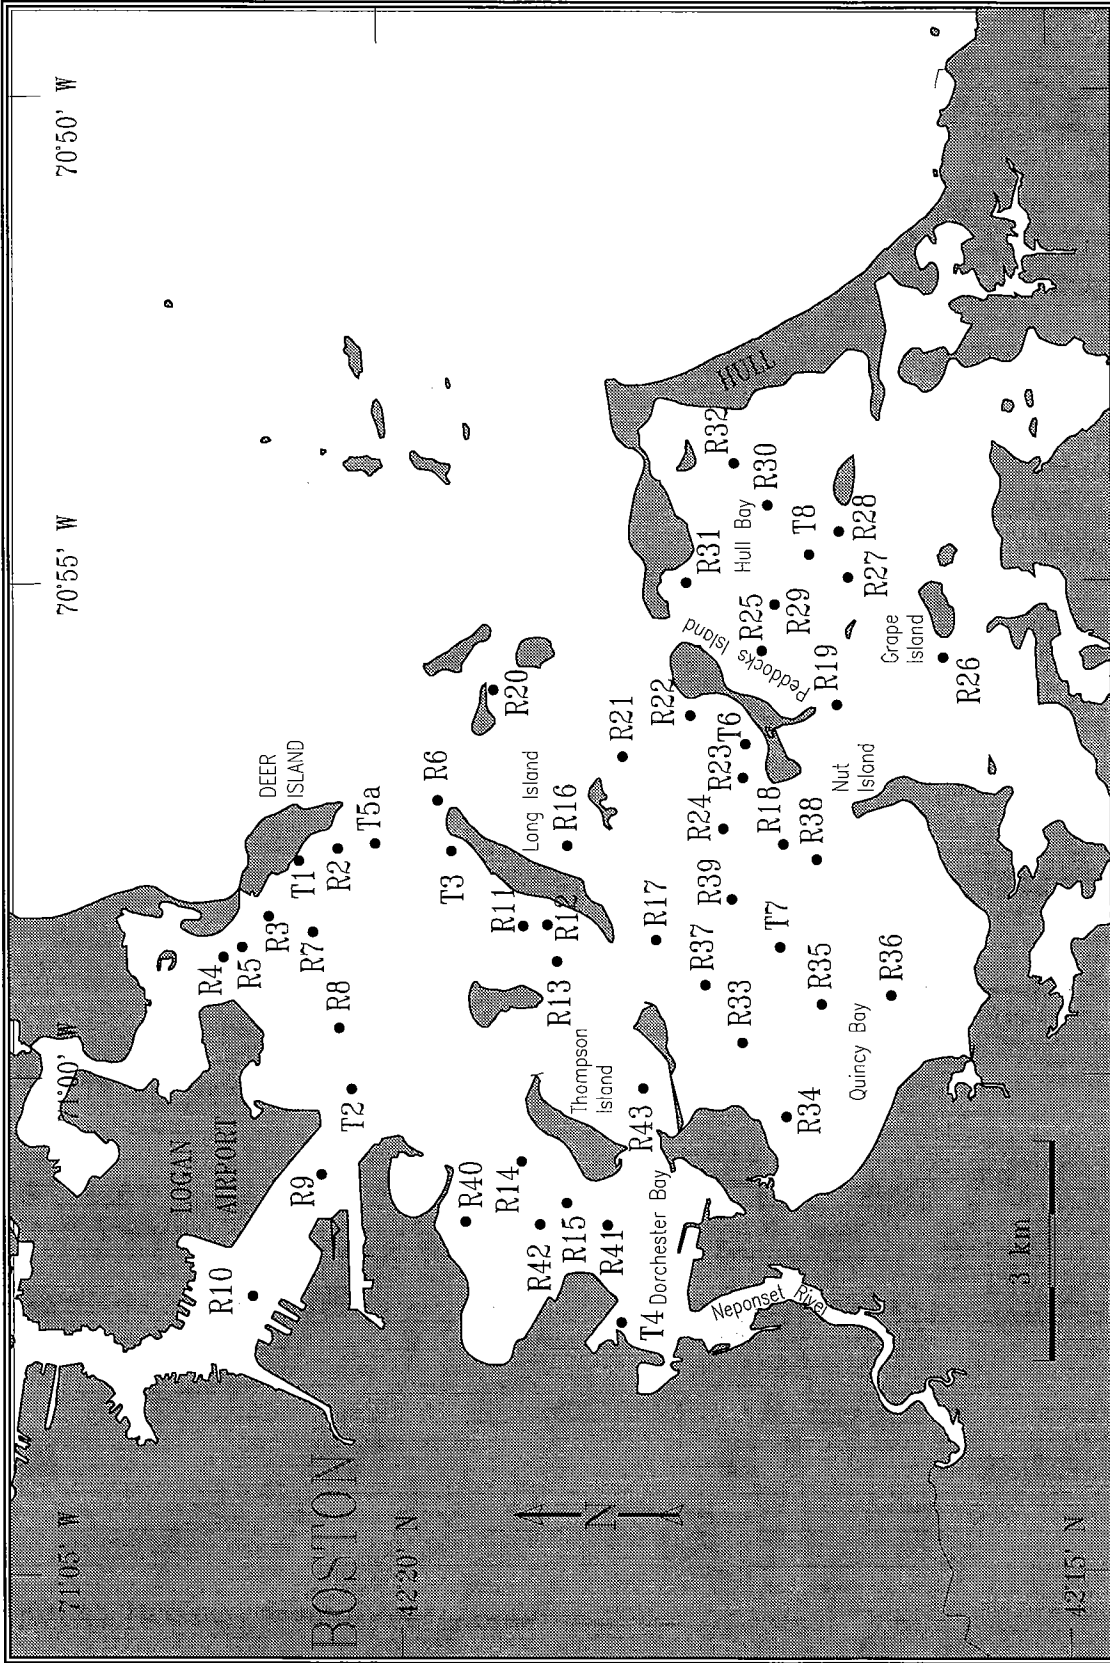 71°05' W
71°00' W
70°55' W
70°50' W
LOGAN
AIRPORT
DEER
ISLAND
R10
R9
R4
R5
R3
T1
R7
R2
R8
T2
T5a
BOSTON
42°20' N
R6
T3
R20
R40
R14
R11
R12
R13
Long Island
R16
R42
R15
R41
Thompson
Island
R21
T4
Dorchester Bay
R43
R17
R22
Peddocks Island
R31
Hull Bay
R32
HULL
R30
N
Neponset River
R37
R33
R39
R24
R23
T6
R25
R29
T8
R34
T7
R18
R38
R35
R19
R27
R28
Quincy Bay
R36
Nut
Island
Grape
Island
R26
3 km
42°15' N